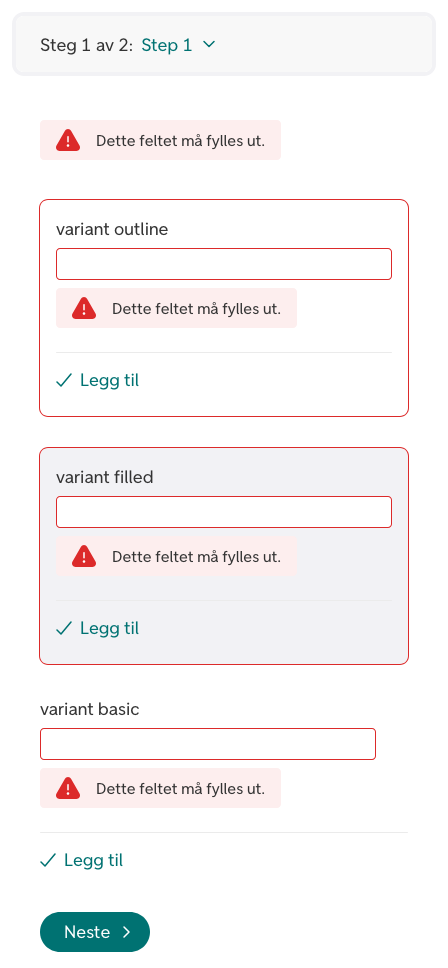 Steg 1 av 2: Step 1
Dette feltet må fylles ut.
variant outline
Dette feltet må fylles ut.
Legg til
variant filled
Dette feltet må fylles ut.
Legg til
variant basic
Dette feltet må fylles ut.
Legg til
Neste